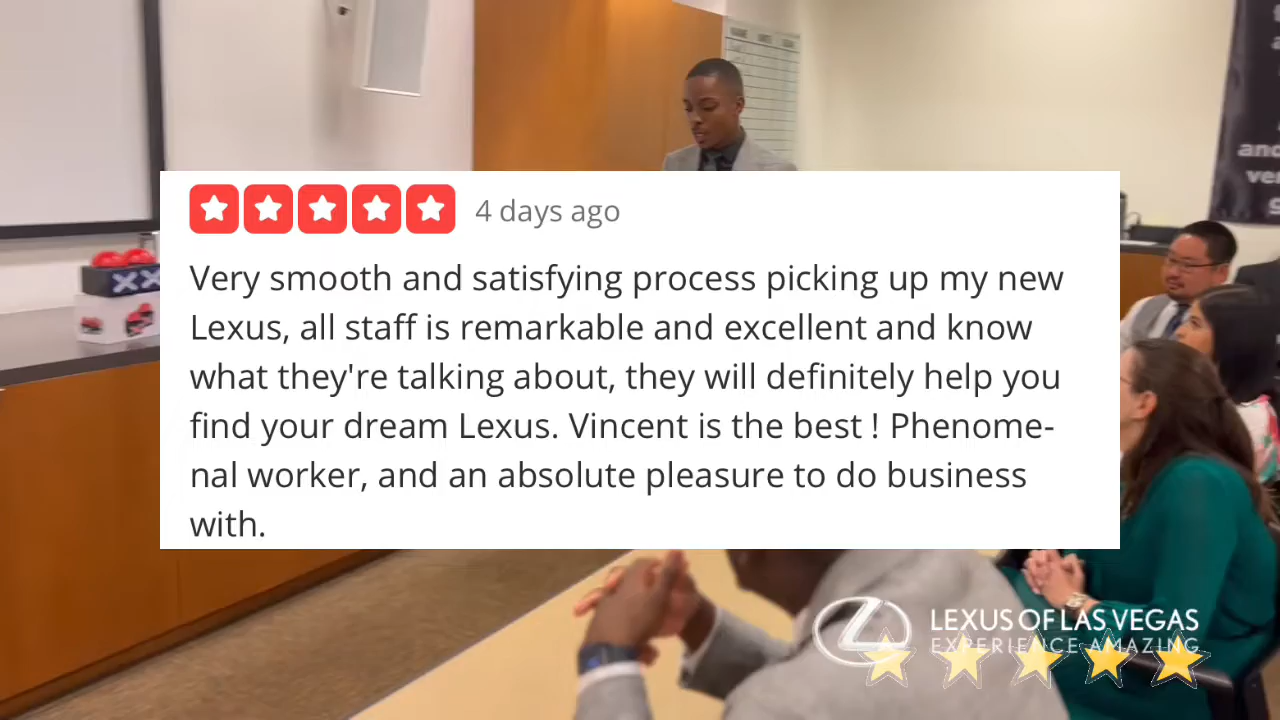 4 days ago
Very smooth and satisfying process picking up my new
Lexus, all staff is remarkable and excellent and know
what they're talking about, they will definitely help you
find your dream Lexus. Vincent is the best ! Phenome-
nal worker, and an absolute pleasure to do business
with.
LEXUS OF LAS VEGAS
EXPERIENCE AMAZING